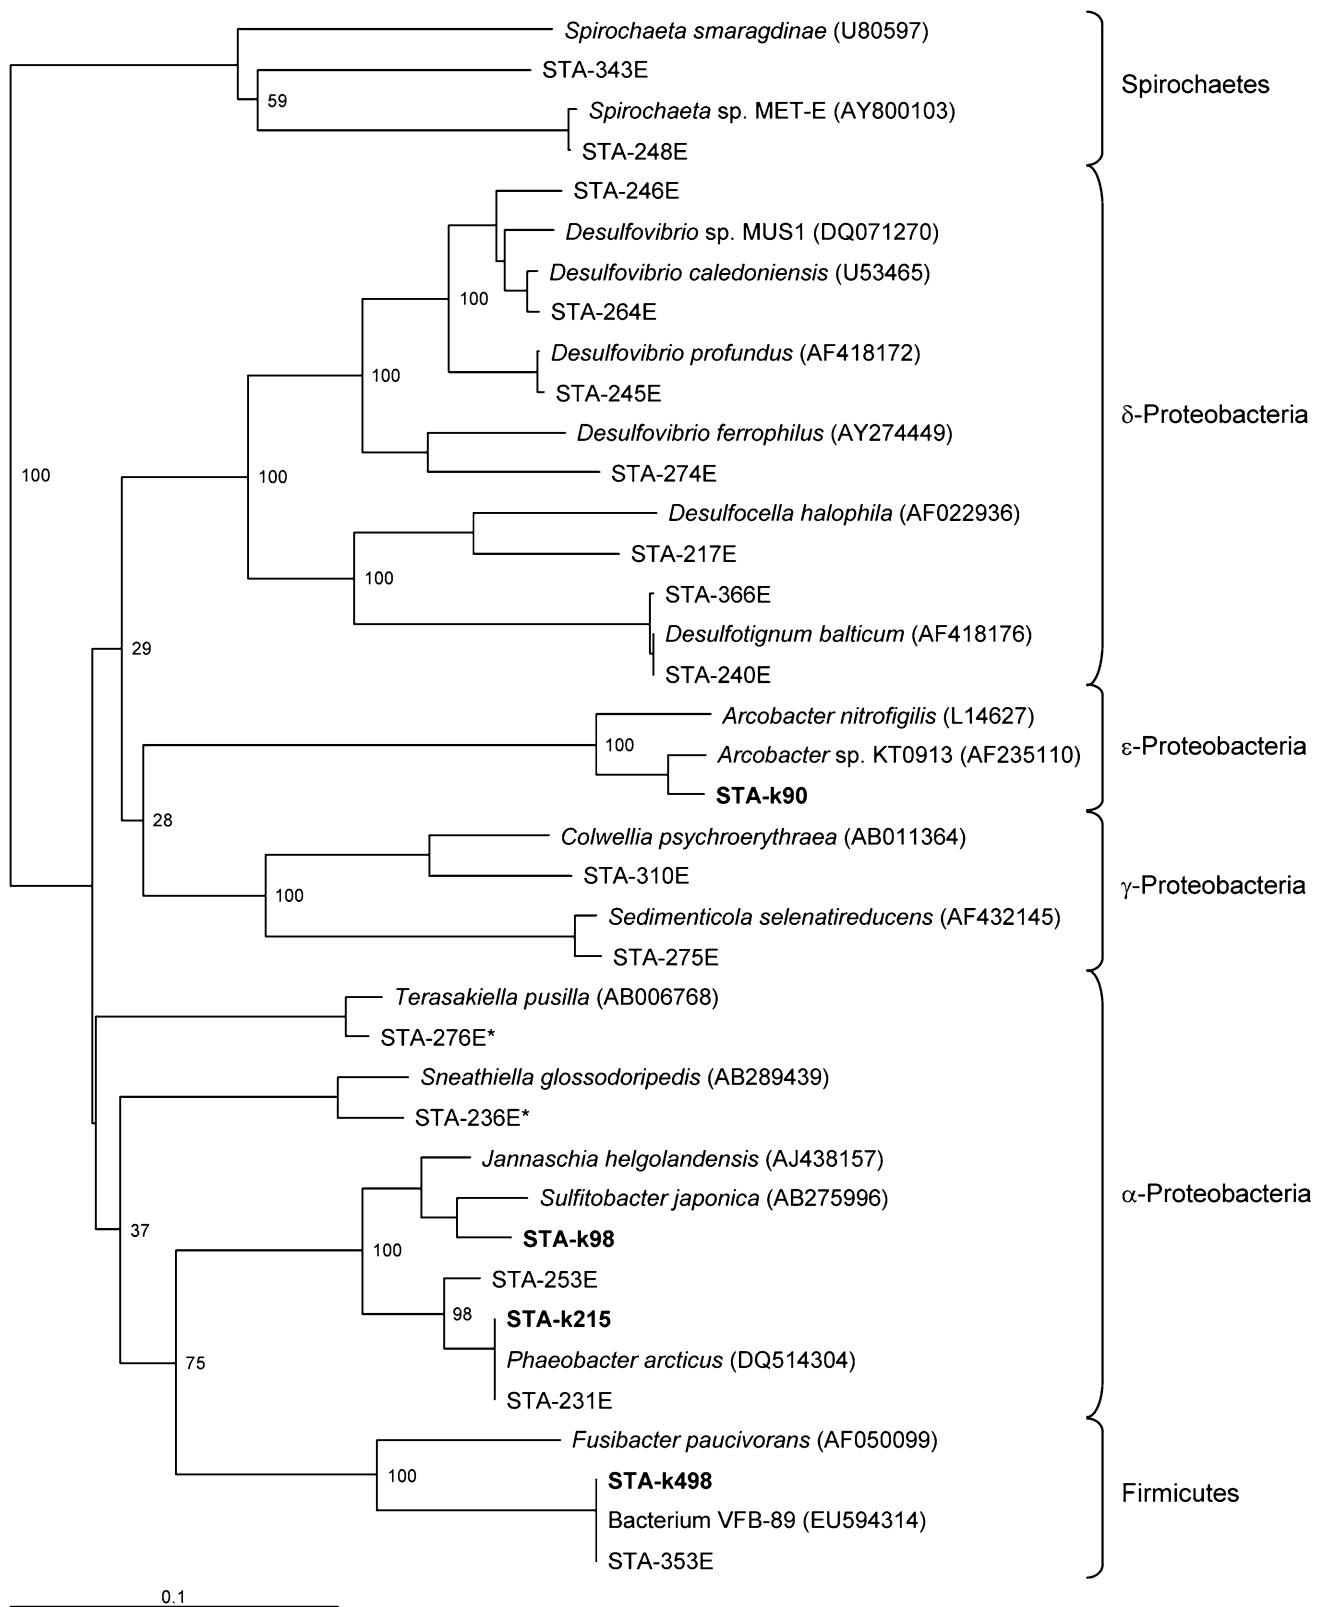 Spirochaeta smaragdinae (U80597)
STA-343E
59
Spirochaeta sp. MET-E (AY800103)
STA-248E
Spirochaetes
STA-246E
Desulfovibrio sp. MUS1 (DQ071270)
Desulfovibrio caledoniensis (U53465)
100
STA-264E
Desulfovibrio profundus (AF418172)
100
STA-245E
δ-Proteobacteria
Desulfovibrio ferrophilus (AY274449)
STA-274E
100
100
Desulfocella halophila (AF022936)
STA-217E
100
STA-366E
Desulfotignum balticum (AF418176)
29
STA-240E
Arcobacter nitrofigilis (L14627)
100
Arcobacter sp. KT0913 (AF235110)
ε-Proteobacteria
STA-k90
28
Colwellia psychroerythraea (AB011364)
STA-310E
100
γ-Proteobacteria
Sedimenticola selenatireducens (AF432145)
STA-275E
Terasakiella pusilla (AB006768)
STA-276E*
Sneathiella glossodoripedis (AB289439)
STA-236E*
Jannaschia helgolandensis (AJ438157)
Sulfitobacter japonica (AB275996)
α-Proteobacteria
37
STA-k98
100
STA-253E
98
STA-k215
75
Phaeobacter arcticus (DQ514304)
STA-231E
Fusibacter paucivorans (AF050099)
100
STA-k498
Firmicutes
Bacterium VFB-89 (EU594314)
STA-353E
0.1